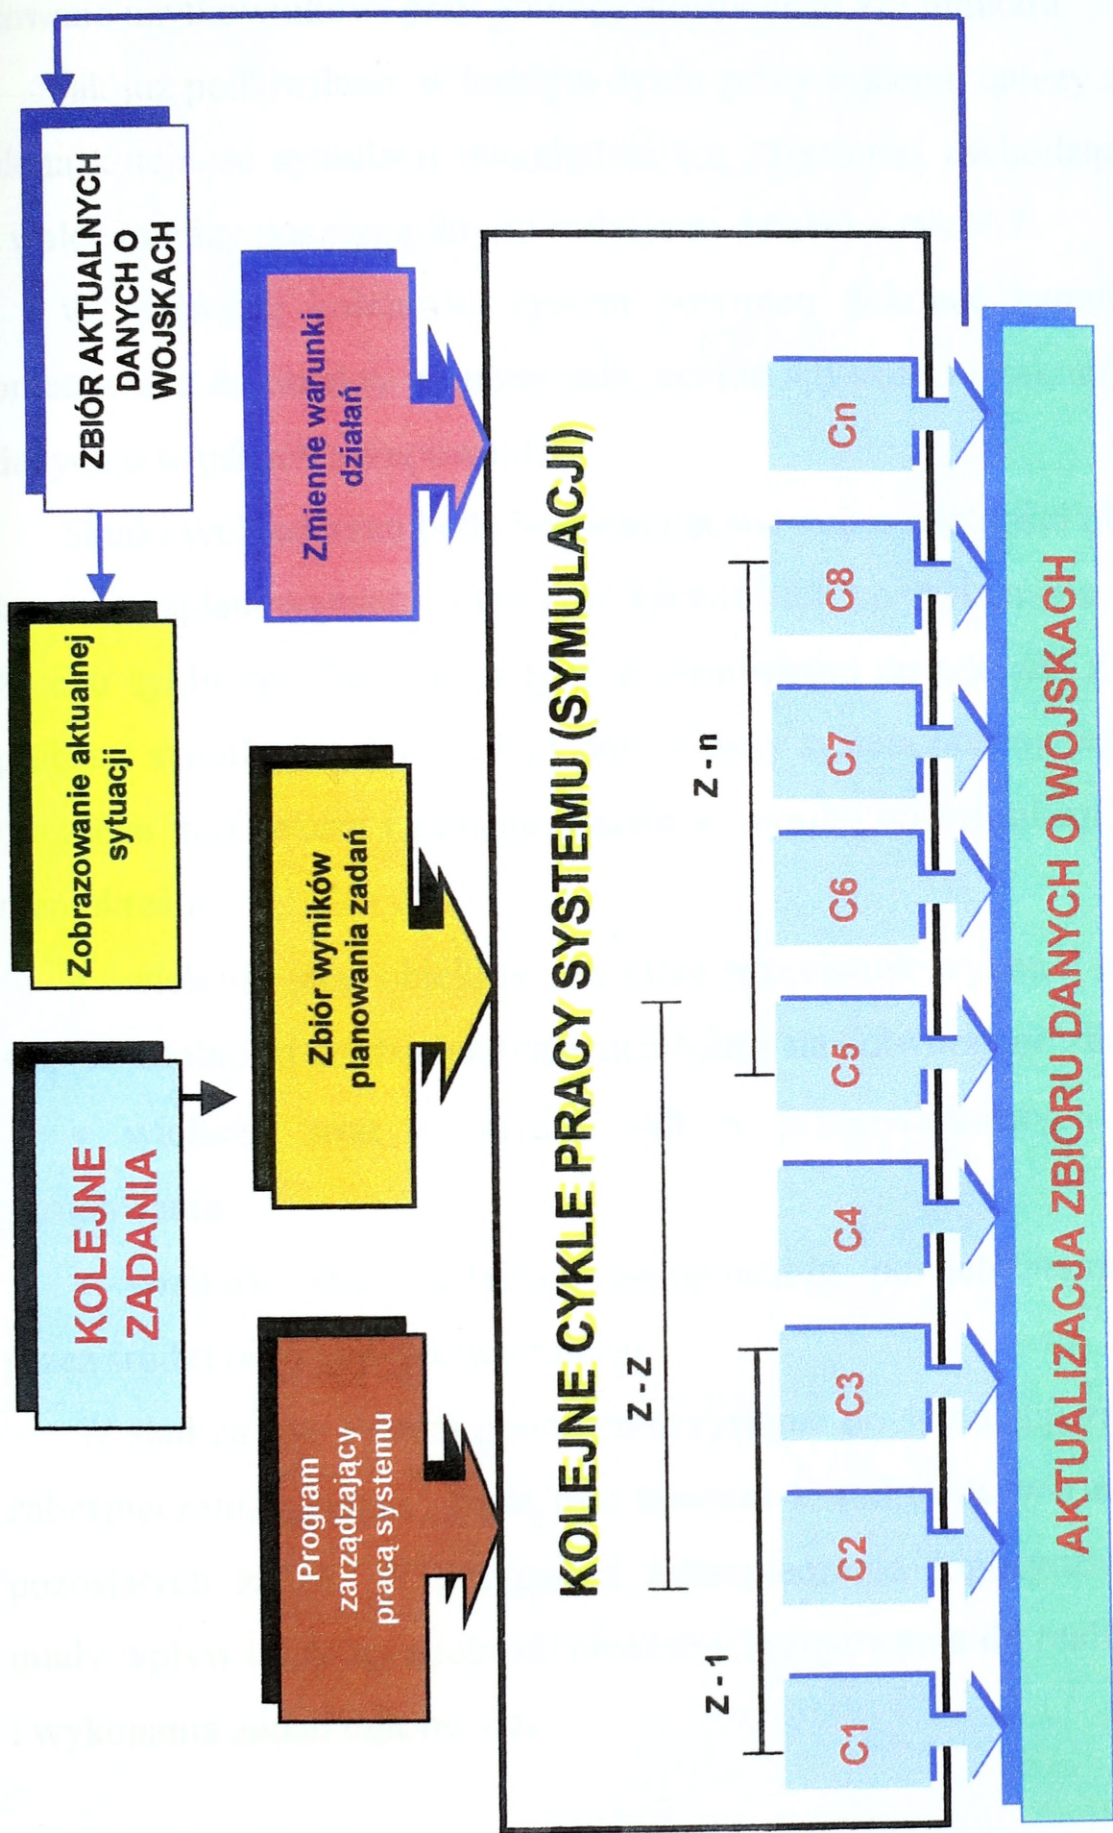 KOLEJNE
ZADANIA
Zobrazowanie aktualnej
sytuacji
ZBIÓR AKTUALNYCH
DANYCH O
WOJSKACH
Program
zarządzający
pracą systemu
Zbiór wyników
planowania zadań
Zmienne warunki
działań
KOLEJNE CYKLE PRACY SYSTEMU (SYMULACJI)
Z - 1
Z - Z
Z - n
C1
C2
C3
C4
C5
C6
C7
C8
Cn
AKTUALIZACJA ZBIORU DANYCH O WOJSKACH